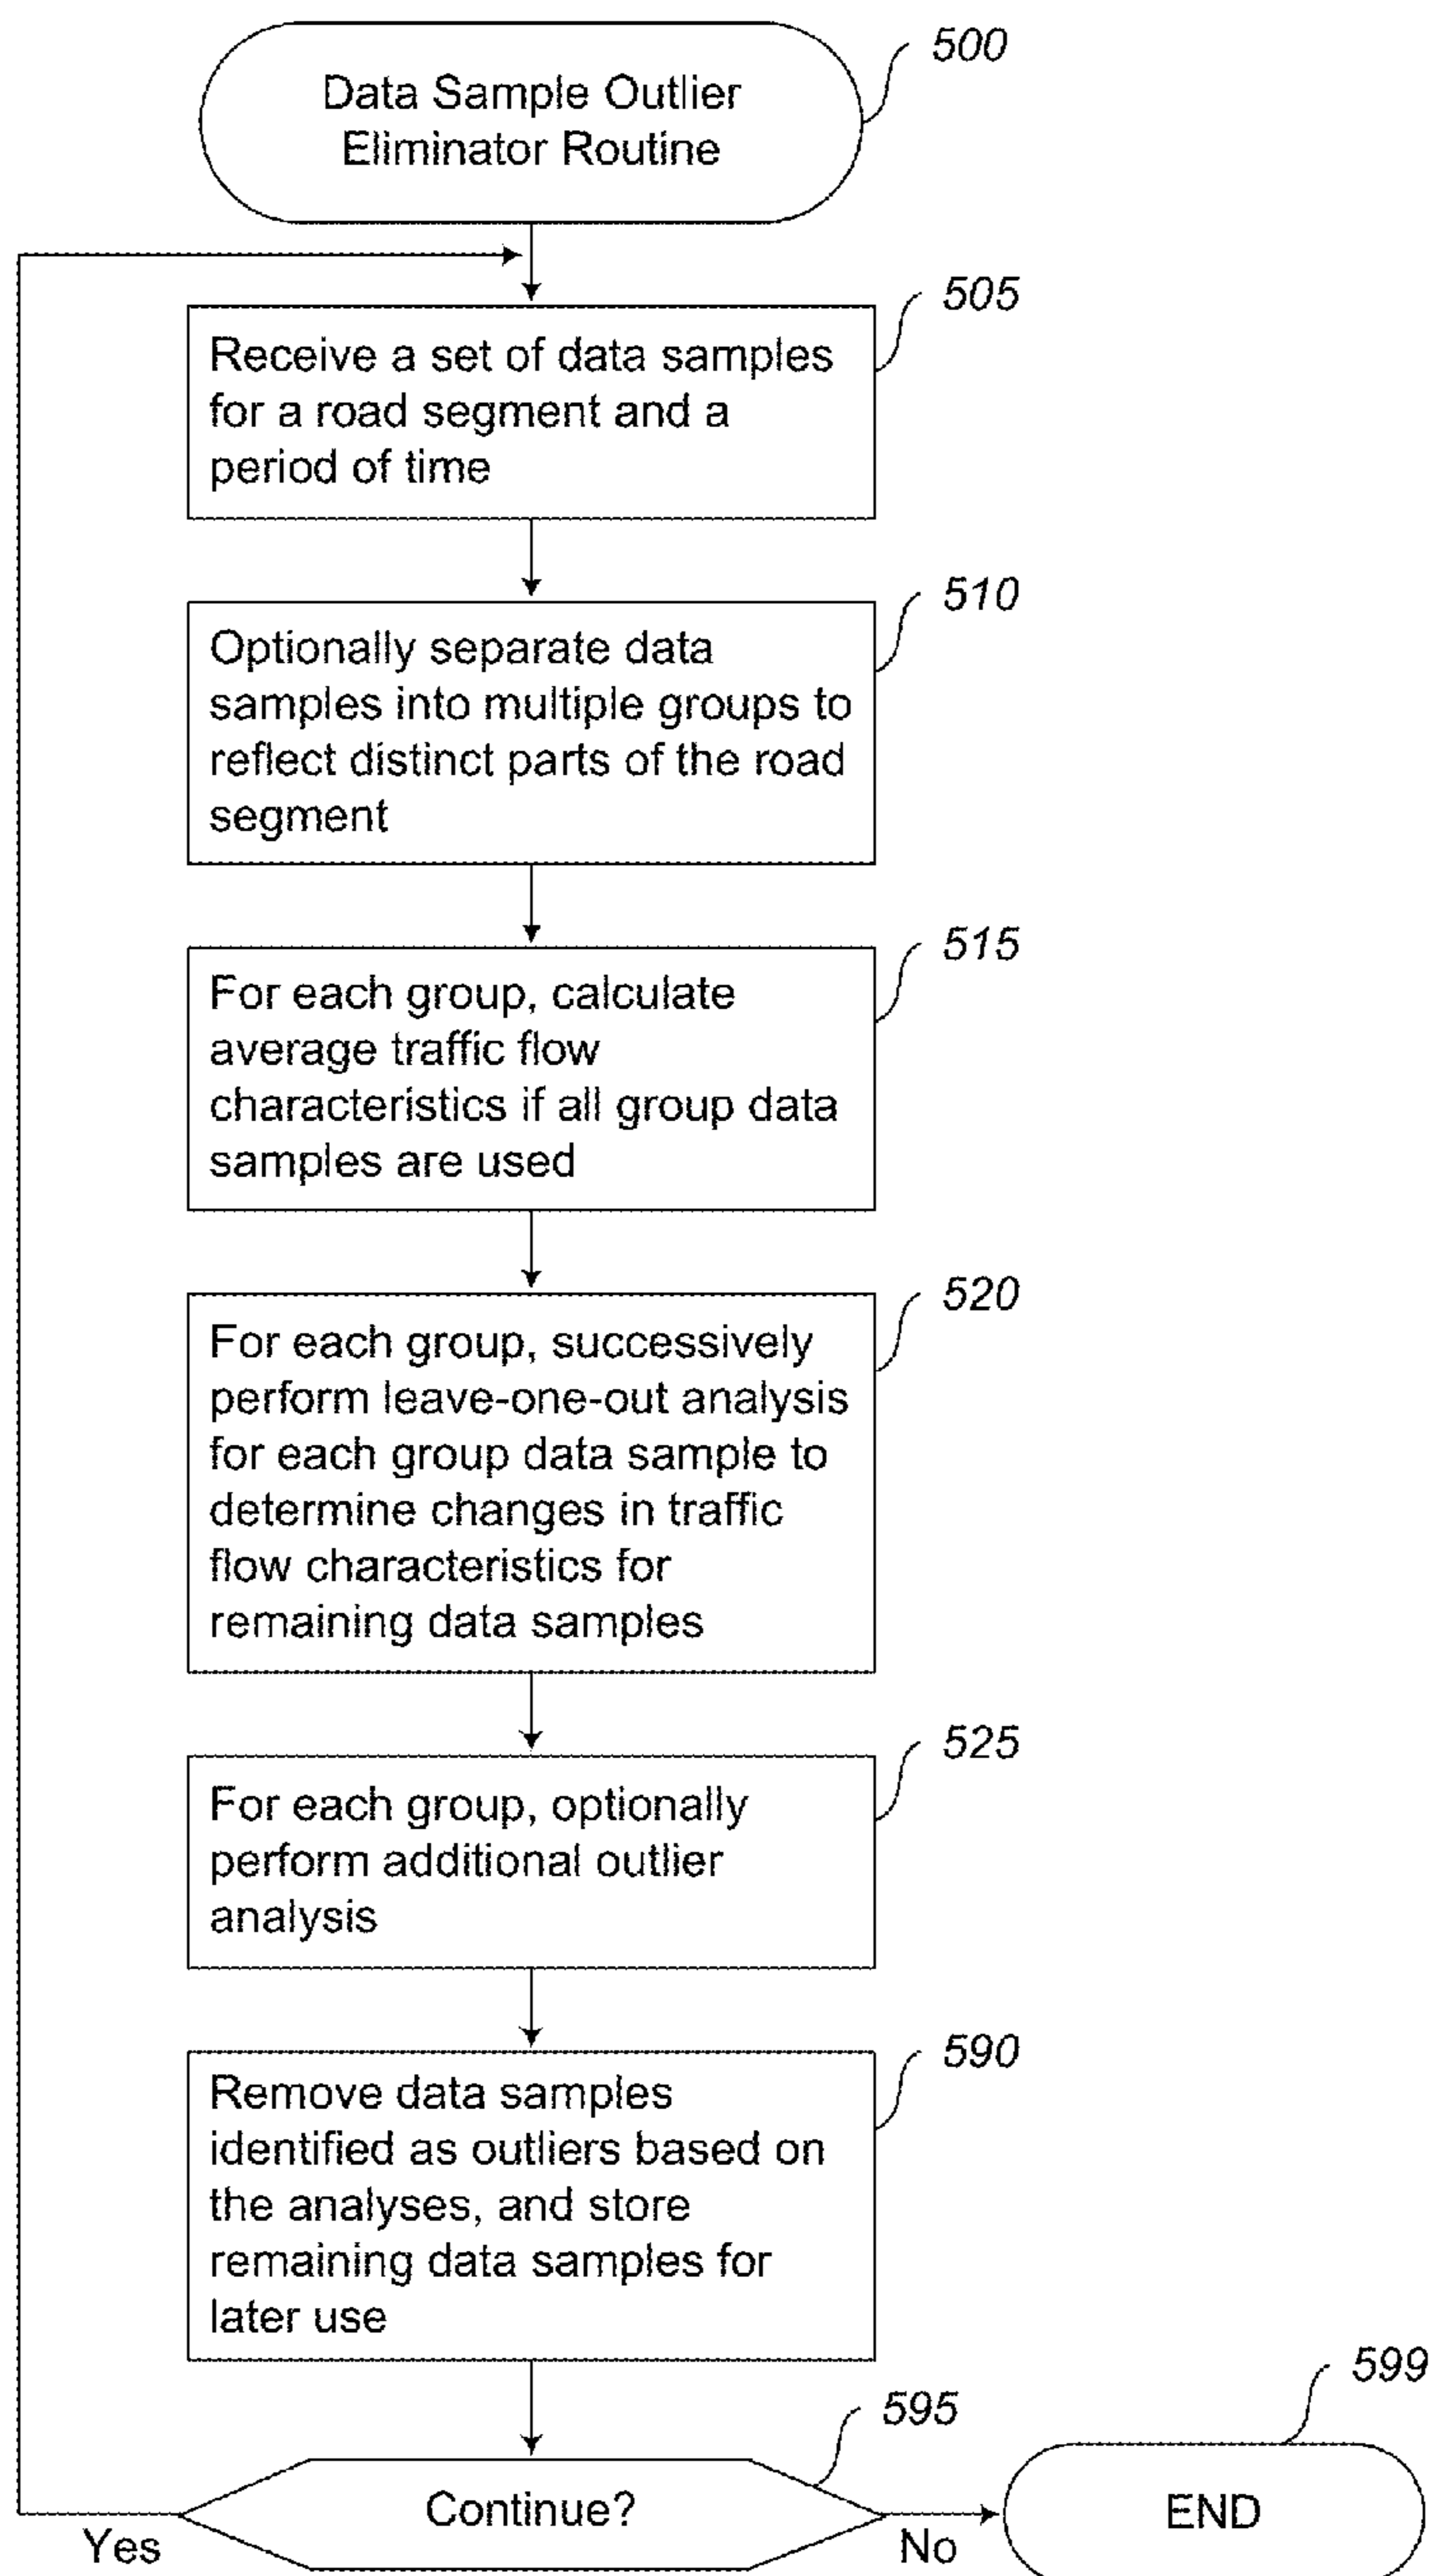 500
Data Sample Outlier
Eliminator Routine
505
Receive a set of data samples
for a road segment and a
period of time
510
Optionally separate data
samples into multiple groups to
reflect distinct parts of the road
segment
515
For each group, calculate
average traffic flow
characteristics if all group data
samples are used
520
For each group, successively
perform leave-one-out analysis
for each group data sample to
determine changes in traffic
flow characteristics for
remaining data samples
525
For each group, optionally
perform additional outlier
analysis
590
Remove data samples
identified as outliers based on
the analyses, and store
remaining data samples for
later use
595
Continue?
Yes
No
599
END